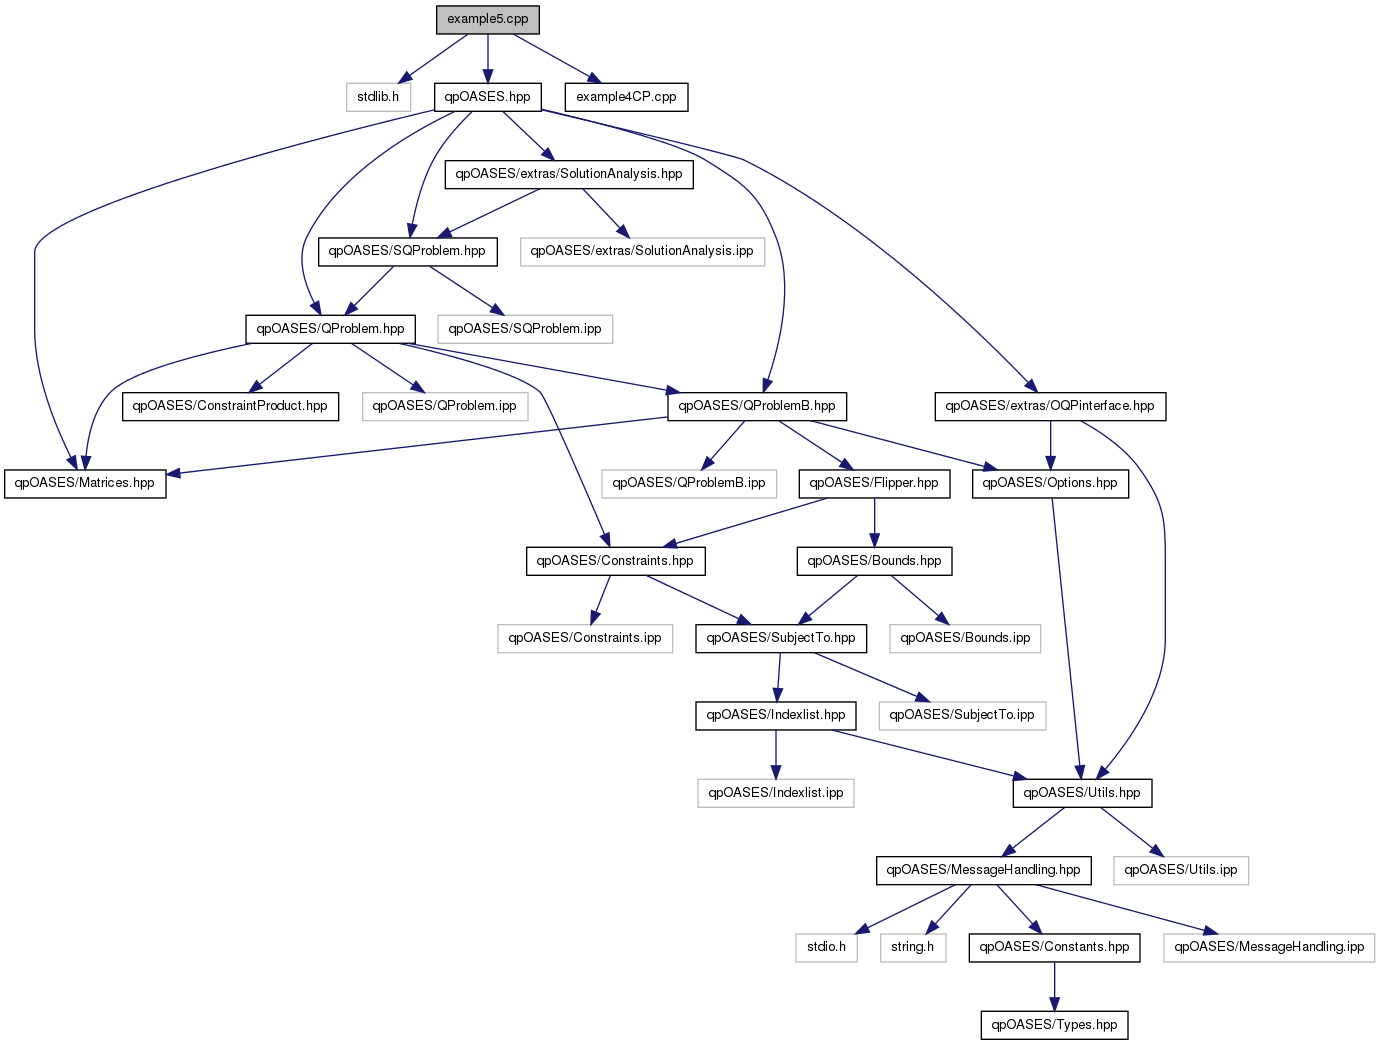 example5.cpp
stdlib.h
qpOASES.hpp
example4CP.cpp
qpOASES/extras/SolutionAnalysis.hpp
qpOASES/SQProblem.hpp
qpOASES/extras/SolutionAnalysis.ipp
qpOASES/QProblem.hpp
qpOASES/SQProblem.ipp
qpOASES/ConstraintProduct.hpp
qpOASES/QProblem.ipp
qpOASES/QProblemB.hpp
qpOASES/extras/OQPinterface.hpp
qpOASES/Matrices.hpp
qpOASES/QProblemB.ipp
qpOASES/Flipper.hpp
qpOASES/Options.hpp
qpOASES/Constraints.hpp
qpOASES/Bounds.hpp
qpOASES/Constraints.ipp
qpOASES/SubjectTo.hpp
qpOASES/Bounds.ipp
qpOASES/Indexlist.hpp
qpOASES/SubjectTo.ipp
qpOASES/Indexlist.ipp
qpOASES/Utils.hpp
qpOASES/MessageHandling.hpp
qpOASES/Utils.ipp
stdio.h
string.h
qpOASES/Constants.hpp
qpOASES/MessageHandling.ipp
qpOASES/Types.hpp